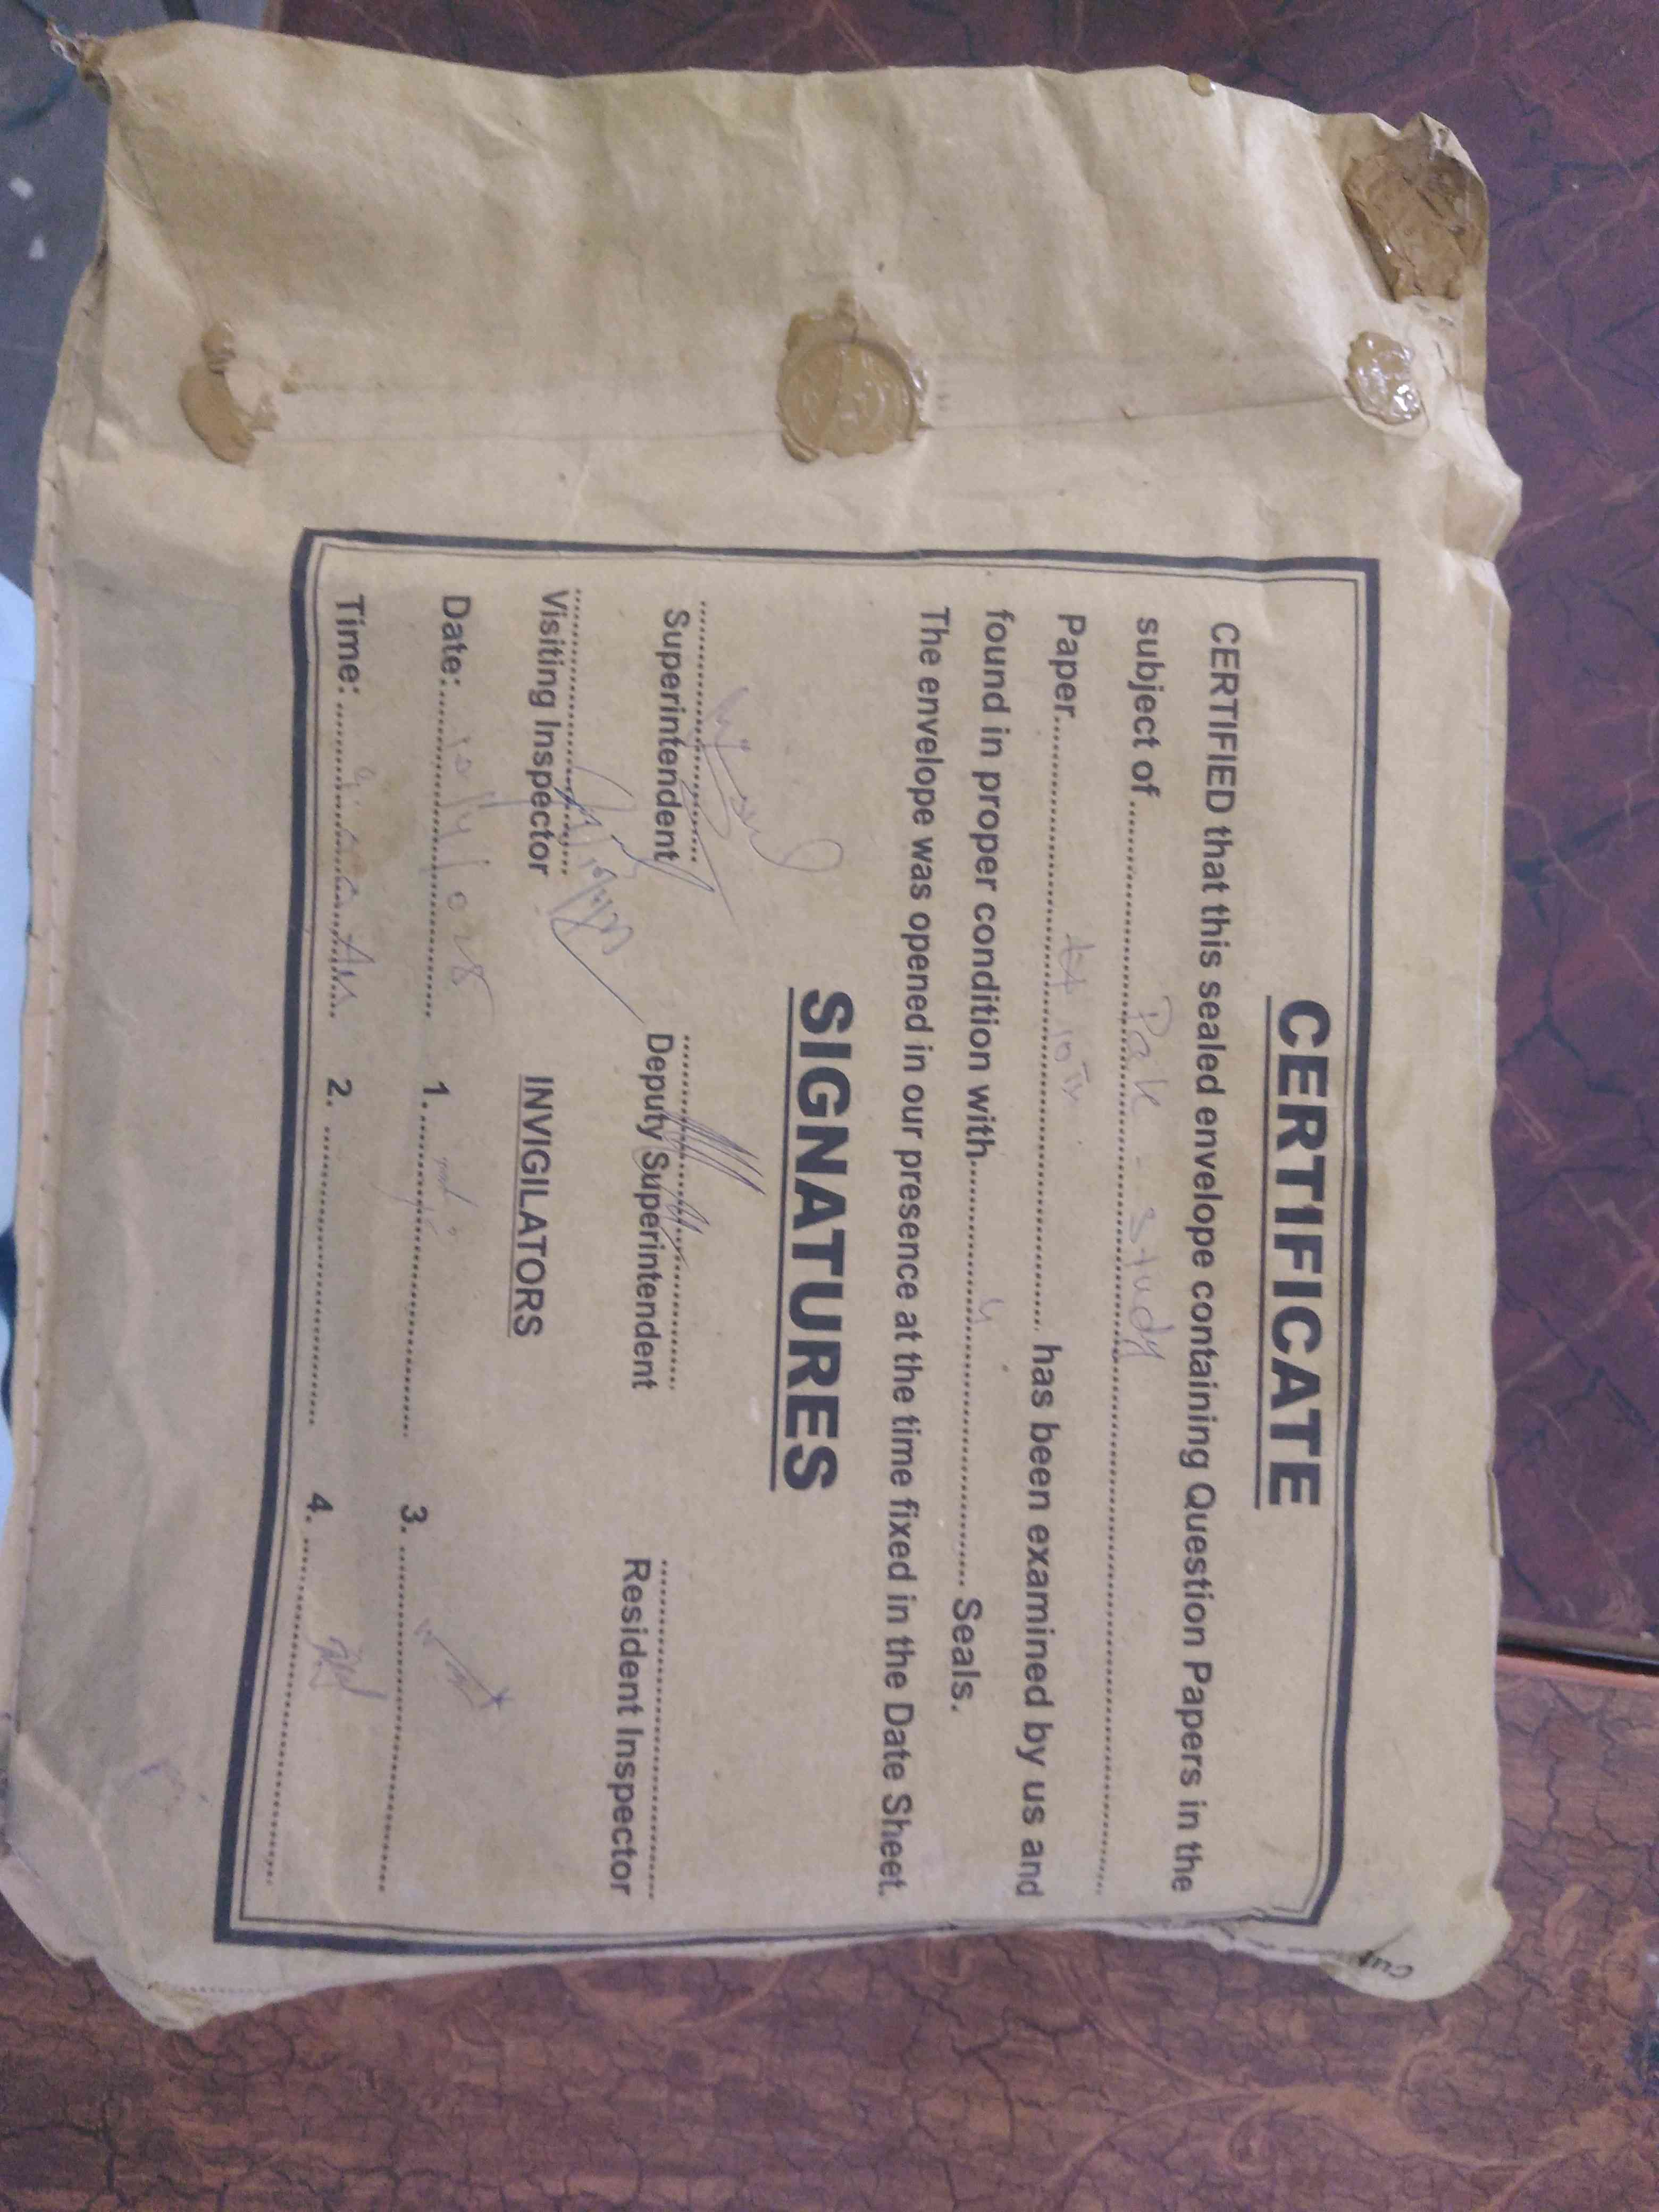 CERTIFICATE
CERTIFIED that this sealed envelope containing Question Papers in the
subject of.......... Pak - study ..........
Paper.......... 10th .......... has been examined by us and
found in proper condition with.................... Seals.
The envelope was opened in our presence at the time fixed in the Date Sheet.
SIGNATURES
Superintendent Deputy Superintendent Resident Inspector
Visiting Inspector INVIGILATORS
Date:.......... 1. .......... 3. ..........
Time: .......... 2. .......... 4. ..........
Cut